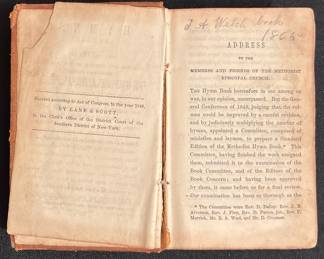 Entered according to Act of Congress, in the year 1849,
BY LANE & SCOTT,
in the Clerk's Office of the District Court of the
Southern District of New-York.
J. A. Welch book
1865
ADDRESS
TO THE
MEMBERS AND FRIENDS OF THE METHODIST
EPISCOPAL CHURCH.
The Hymn Book heretofore in use among
us was, in our opinion, unsurpassed. But the Gen-
eral Conference of 1848, judging that the vol-
ume could be improved by a careful revision,
and by judiciously multiplying the number of
hymns, appointed a Committee, composed of
ministers and laymen, to prepare a Standard
Edition of the Methodist Hymn Book.* This
Committee, having finished the work assigned
them, submitted it to the examination of the
Book Committee, and of the Editors of the
Book Concern; and having been approved
by them, it came before us for a final review.
Our examination has been as thorough as the
* The Committee were Rev. D. Dailey, Rev. J. B.
Alverson, Rev. J. Floy, Rev. D. Patten, jun., Rev. F.
Merrick, Mr. R. A. West, and Mr. D. Creamer.